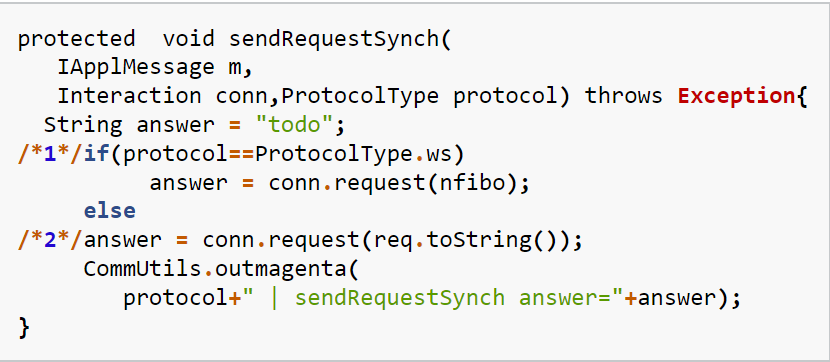 protected  void sendRequestSynch(
   IApplMessage m,
   Interaction conn,ProtocolType protocol) throws Exception{
  String answer = "todo";
/*1*/if(protocol==ProtocolType.ws)
          answer = conn.request(nfibo);
     else
/*2*/answer = conn.request(req.toString());
     CommUtils.outmagenta(
        protocol+" | sendRequestSynch answer="+answer);
}